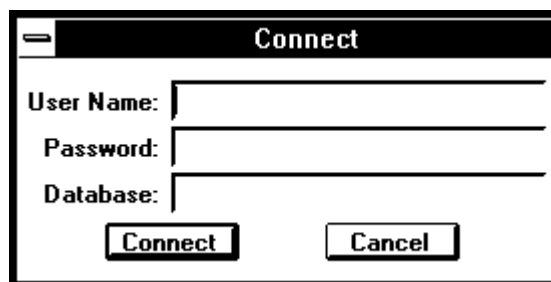 Connect
User Name:
Password:
Database:
Connect Cancel